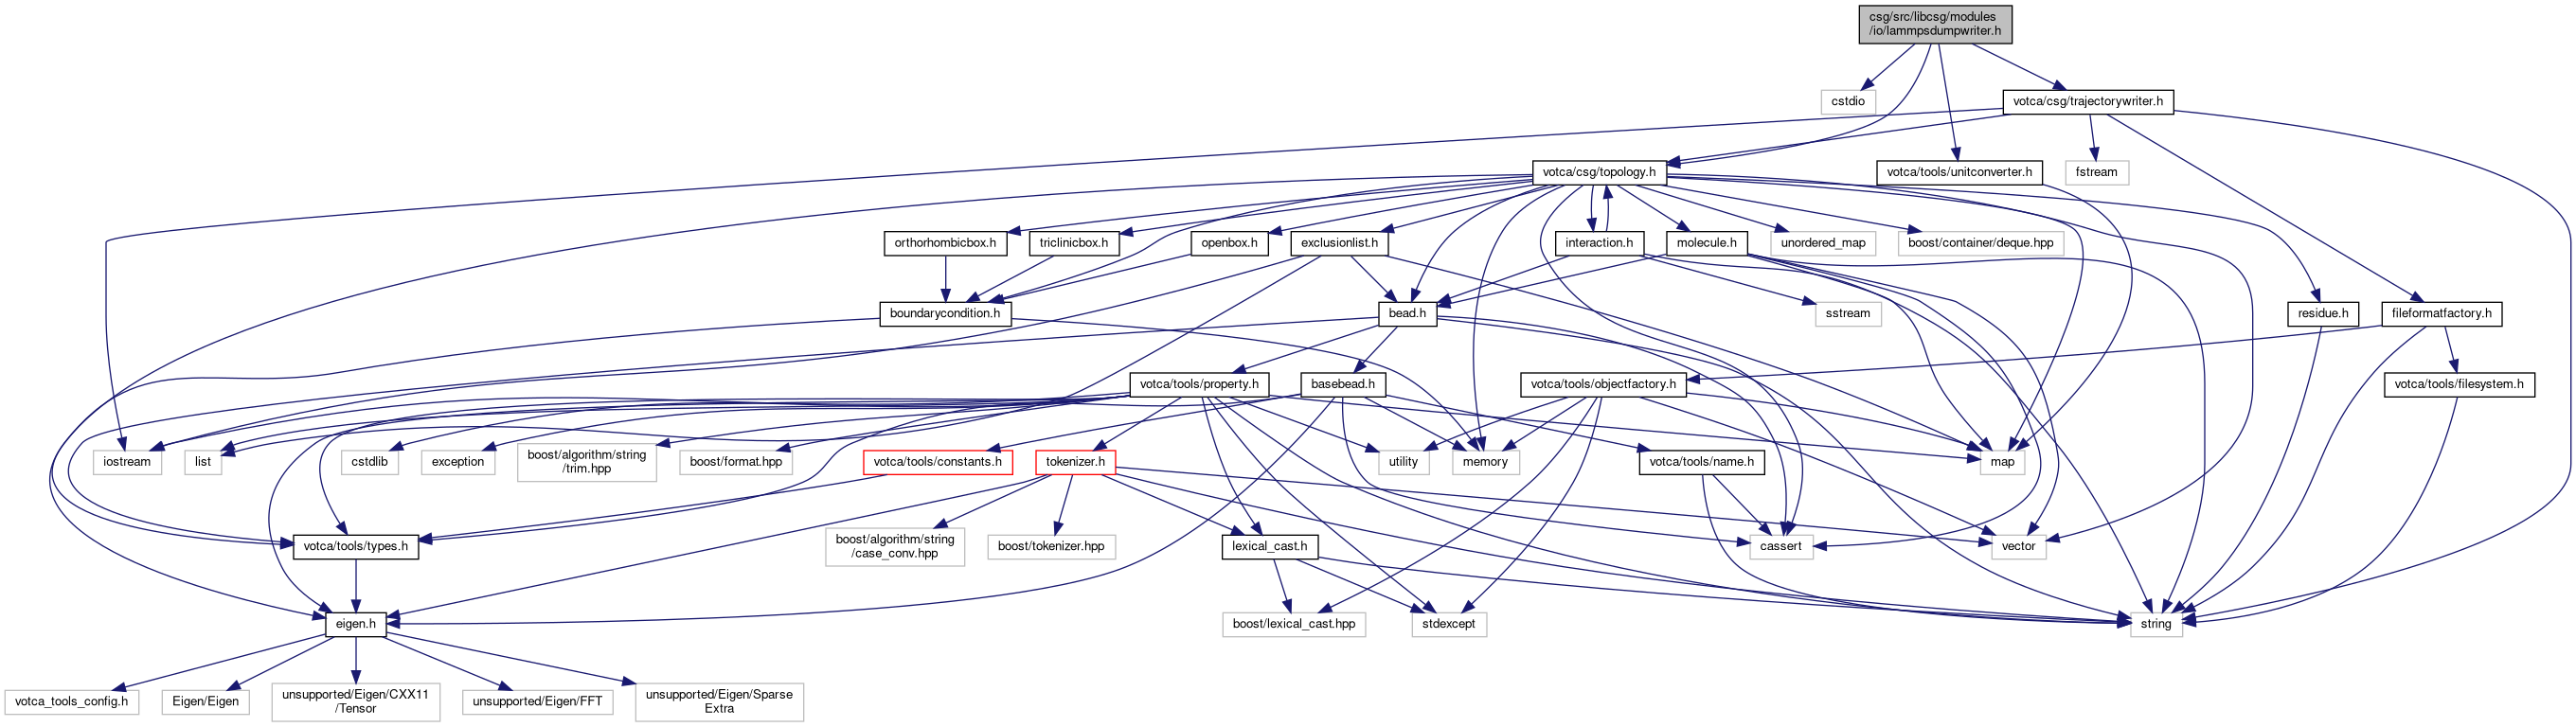 csg/src/libcsg/modules
/io/lammpsdumpwriter.h
cstdio
votca/csg/trajectorywriter.h
votca/csg/topology.h
votca/tools/unitconverter.h
fstream
orthorhombicbox.h
triclinicbox.h
openbox.h
exclusionlist.h
interaction.h
molecule.h
unordered_map
boost/container/deque.hpp
boundarycondition.h
bead.h
sstream
residue.h
fileformatfactory.h
votca/tools/property.h
basebead.h
votca/tools/objectfactory.h
votca/tools/filesystem.h
iostream
list
cstdlib
exception
boost/algorithm/string
/trim.hpp
boost/format.hpp
votca/tools/constants.h
tokenizer.h
utility
memory
votca/tools/name.h
map
votca/tools/types.h
boost/algorithm/string
/case_conv.hpp
boost/tokenizer.hpp
lexical_cast.h
cassert
vector
eigen.h
boost/lexical_cast.hpp
stdexcept
string
votca_tools_config.h
Eigen/Eigen
unsupported/Eigen/CXX11
/Tensor
unsupported/Eigen/FFT
unsupported/Eigen/Sparse
Extra